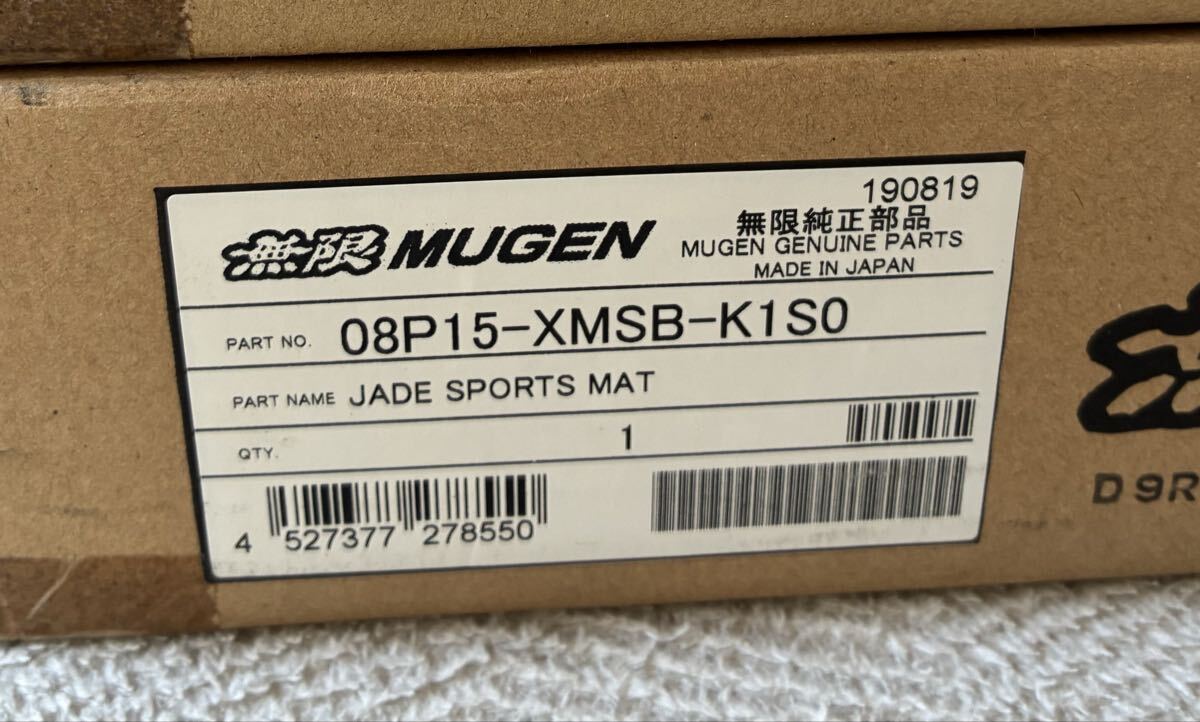 190819
無限 MUGEN
無限純正部品
MUGEN GENUINE PARTS
MADE IN JAPAN
PART NO. 08P15-XMSB-K1S0
PART NAME JADE SPORTS MAT
QTY. 1
4 527377 278550
D9R